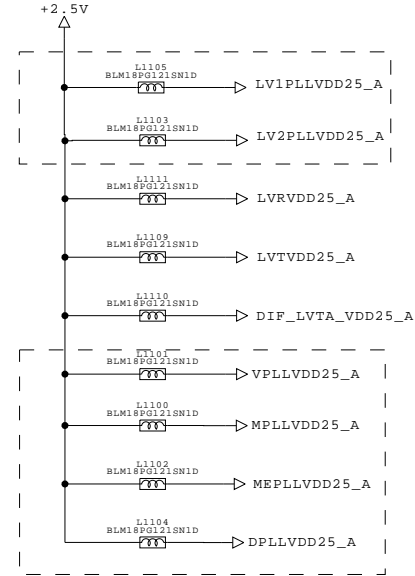 +2.5V
L1105
BLM18PG121SN1D
LV1PLLVDD25_A
L1103
BLM18PG121SN1D
LV2PLLVDD25_A
L1111
BLM18PG121SN1D
LVRVDD25_A
L1109
BLM18PG121SN1D
LVTVDD25_A
L1110
BLM18PG121SN1D
DIF_LVTA_VDD25_A
L1101
BLM18PG121SN1D
VPLLVDD25_A
L1100
BLM18PG121SN1D
MPLLVDD25_A
L1102
BLM18PG121SN1D
MEPLLVDD25_A
L1104
BLM18PG121SN1D
DPLLVDD25_A